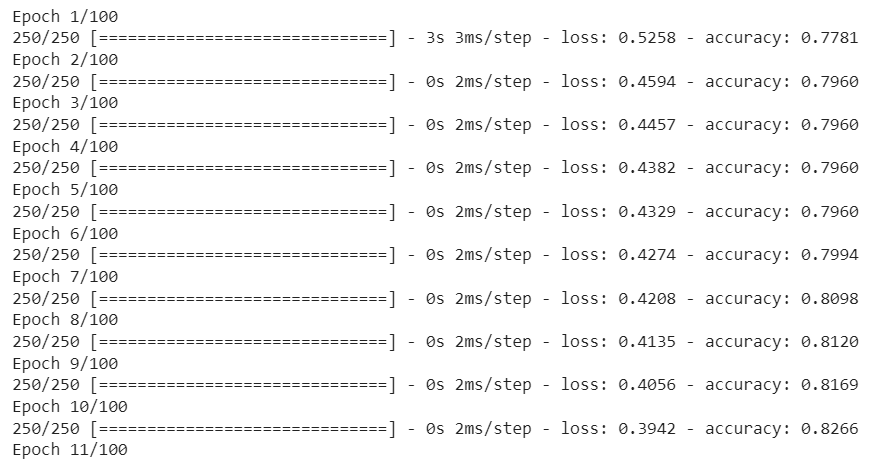 Epoch 1/100
250/250 [==============================] - 3s 3ms/step - loss: 0.5258 - accuracy: 0.7781
Epoch 2/100
250/250 [==============================] - 0s 2ms/step - loss: 0.4594 - accuracy: 0.7960
Epoch 3/100
250/250 [==============================] - 0s 2ms/step - loss: 0.4457 - accuracy: 0.7960
Epoch 4/100
250/250 [==============================] - 0s 2ms/step - loss: 0.4382 - accuracy: 0.7960
Epoch 5/100
250/250 [==============================] - 0s 2ms/step - loss: 0.4329 - accuracy: 0.7960
Epoch 6/100
250/250 [==============================] - 0s 2ms/step - loss: 0.4274 - accuracy: 0.7994
Epoch 7/100
250/250 [==============================] - 0s 2ms/step - loss: 0.4208 - accuracy: 0.8098
Epoch 8/100
250/250 [==============================] - 0s 2ms/step - loss: 0.4135 - accuracy: 0.8120
Epoch 9/100
250/250 [==============================] - 0s 2ms/step - loss: 0.4056 - accuracy: 0.8169
Epoch 10/100
250/250 [==============================] - 0s 2ms/step - loss: 0.3942 - accuracy: 0.8266
Epoch 11/100